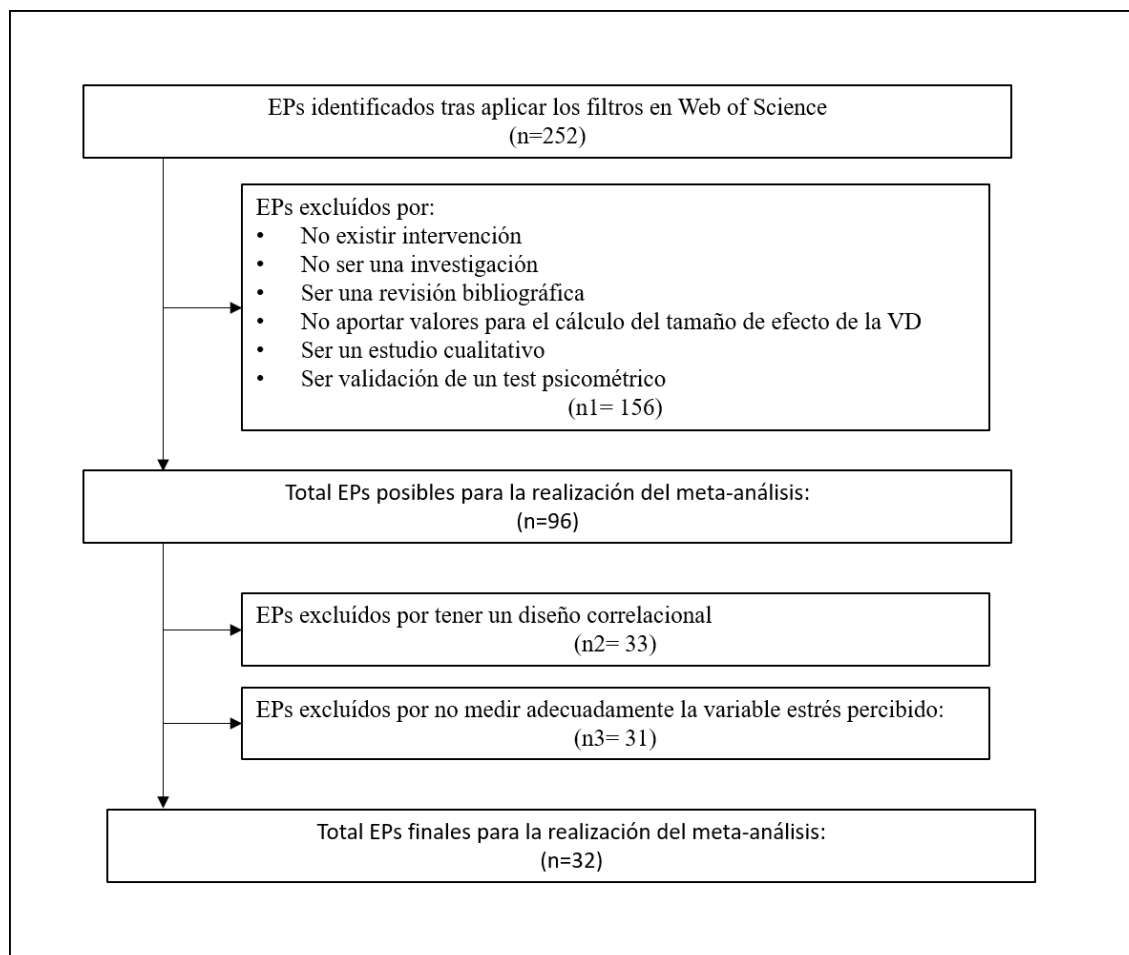 EPs identificados tras aplicar los filtros en Web of Science
(n=252)
EPs excluídos por:
• No existir intervención
• No ser una investigación
• Ser una revisión bibliográfica
• No aportar valores para el cálculo del tamaño de efecto de la VD
• Ser un estudio cualitativo
• Ser validación de un test psicométrico
(n1= 156)
Total EPs posibles para la realización del meta-análisis:
(n=96)
EPs excluídos por tener un diseño correlacional
(n2= 33)
EPs excluídos por no medir adecuadamente la variable estrés percibido:
(n3= 31)
Total EPs finales para la realización del meta-análisis:
(n=32)